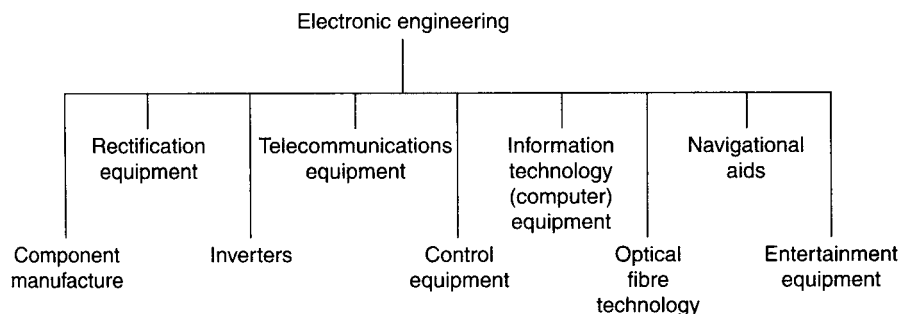 Electronic engineering
Rectification
equipment
Telecommunications
equipment
Information
technology
(computer)
equipment
Navigational
aids
Component
manufacture
Inverters
Control
equipment
Optical
fibre
technology
Entertainment
equipment